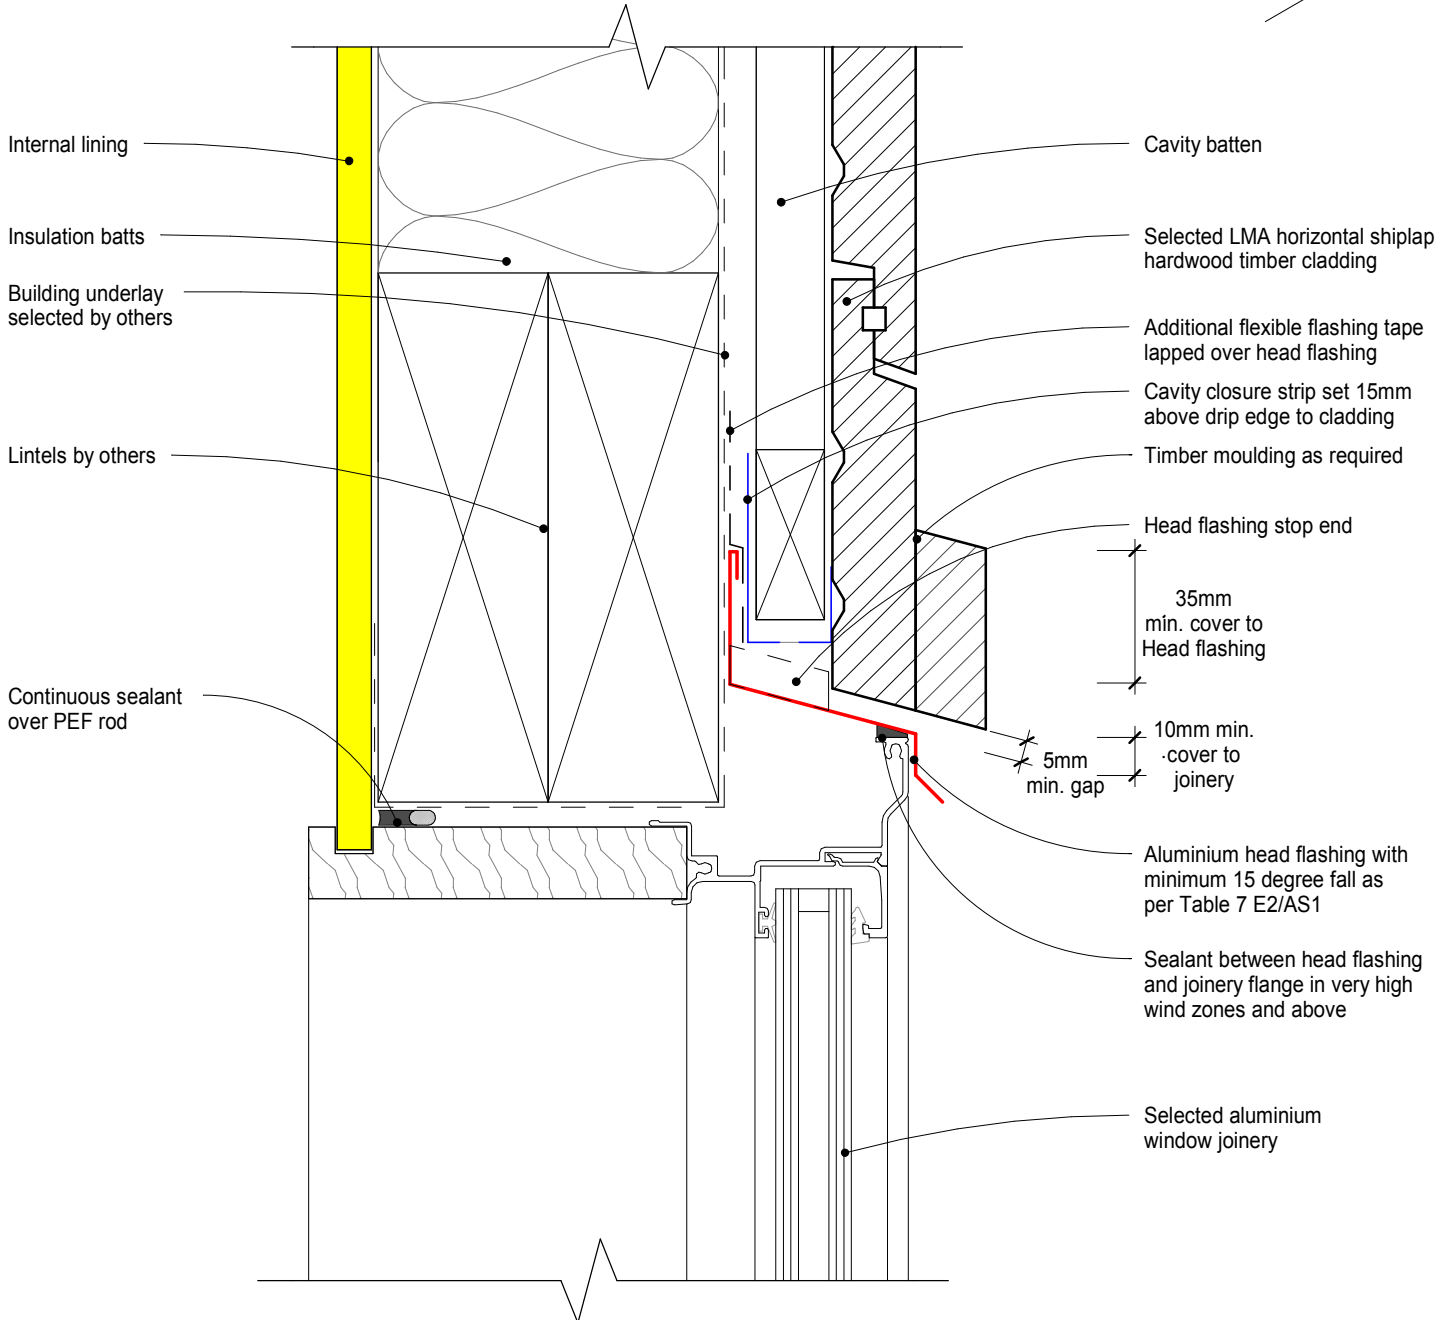 Internal lining
Insulation batts
Building underlay
selected by others
Lintels by others
Continuous sealant
over PEF rod
Cavity batten
Selected LMA horizontal shiplap
hardwood timber cladding
Additional flexible flashing tape
lapped over head flashing
Cavity closure strip set 15mm
above drip edge to cladding
Timber moulding as required
Head flashing stop end
35mm
min. cover to
Head flashing
10mm min.
cover to
joinery
5mm
min. gap
Aluminium head flashing with
minimum 15 degree fall as
per Table 7 E2/AS1
Sealant between head flashing
and joinery flange in very high
wind zones and above
Selected aluminium
window joinery